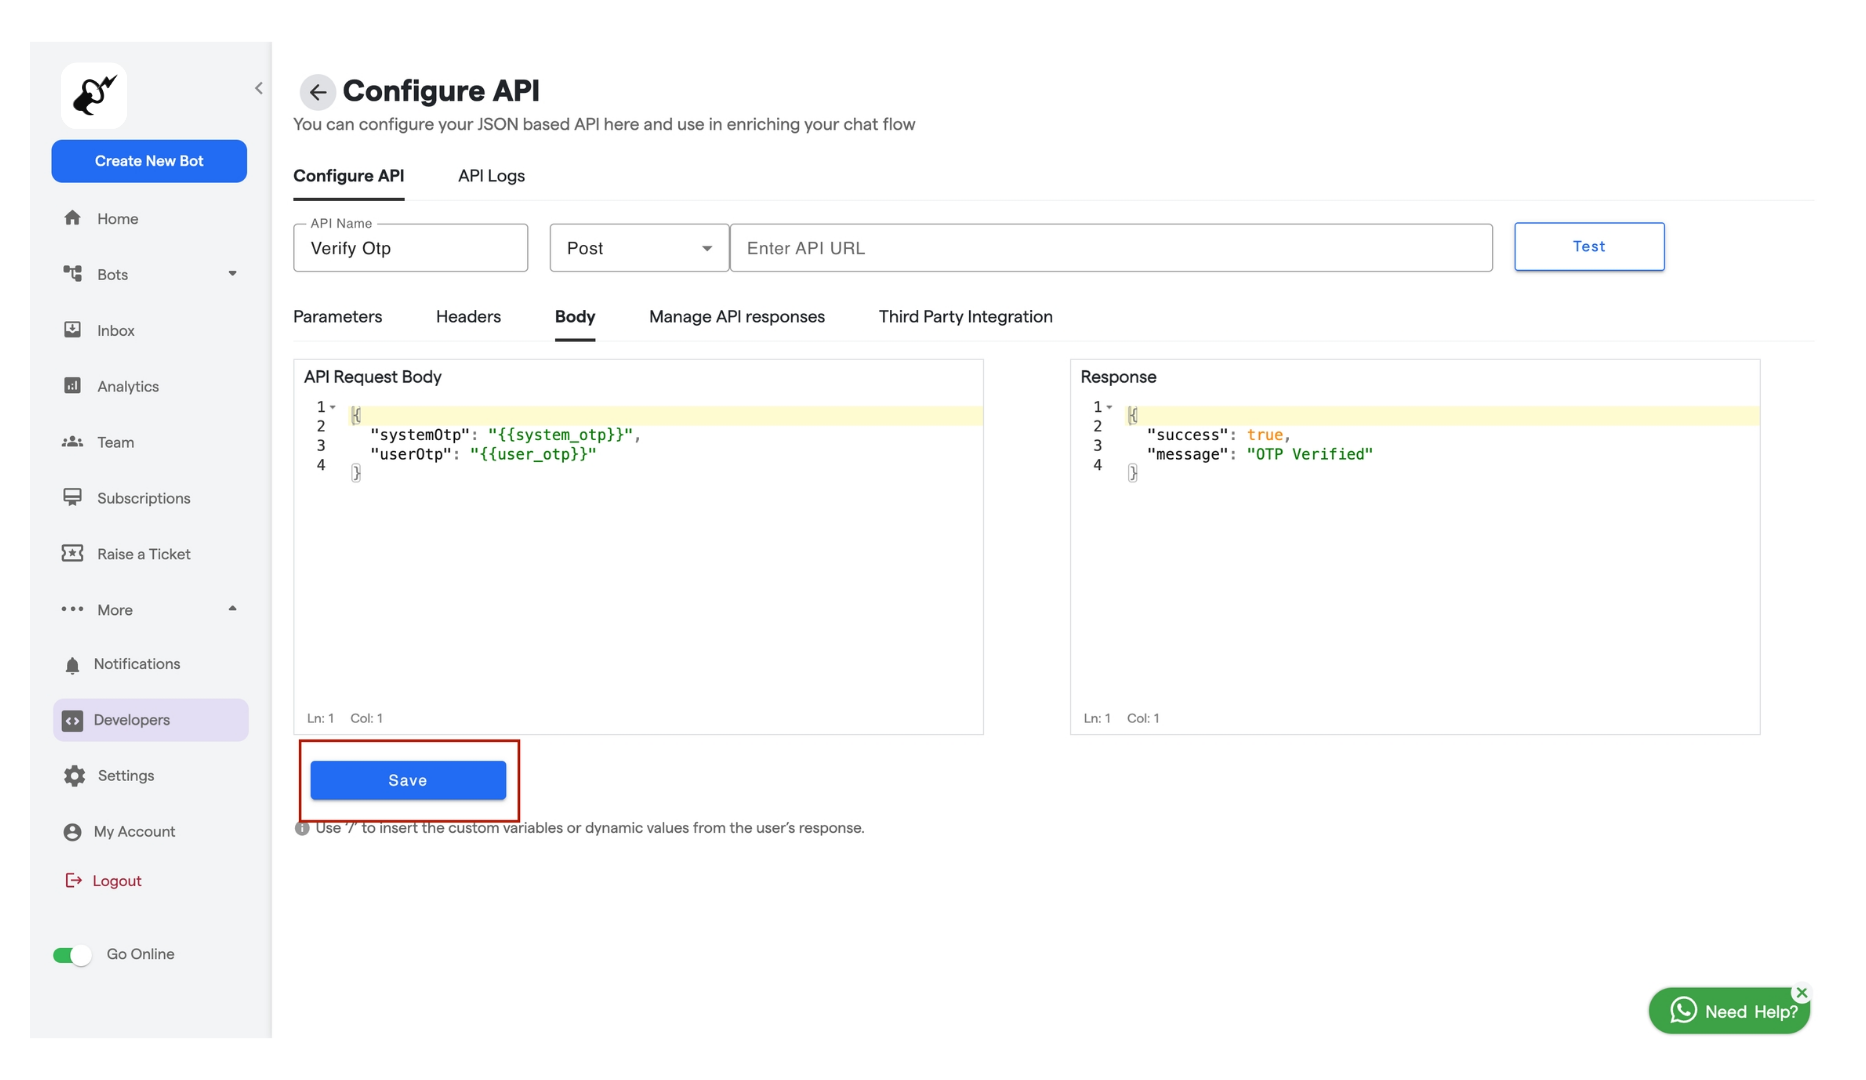 Create New Bot
Home
Bots
Inbox
Analytics
Team
Subscriptions
Raise a Ticket
More
Notifications
Developers
Settings
My Account
Logout
Go Online
Configure API
You can configure your JSON based API here and use in enriching your chat flow
Configure API API Logs
API Name
Verify Otp Post Enter API URL Test
Parameters Headers Body Manage API responses Third Party Integration
API Request Body
1 {
2 "systemOtp": "{{system_otp}}",
3 "userOtp": "{{user_otp}}"
4 }
Ln: 1 Col: 1
Response
1 {
2 "success": true,
3 "message": "OTP Verified"
4 }
Ln: 1 Col: 1
Save
Use '/' to insert the custom variables or dynamic values from the user's response.
Need Help?